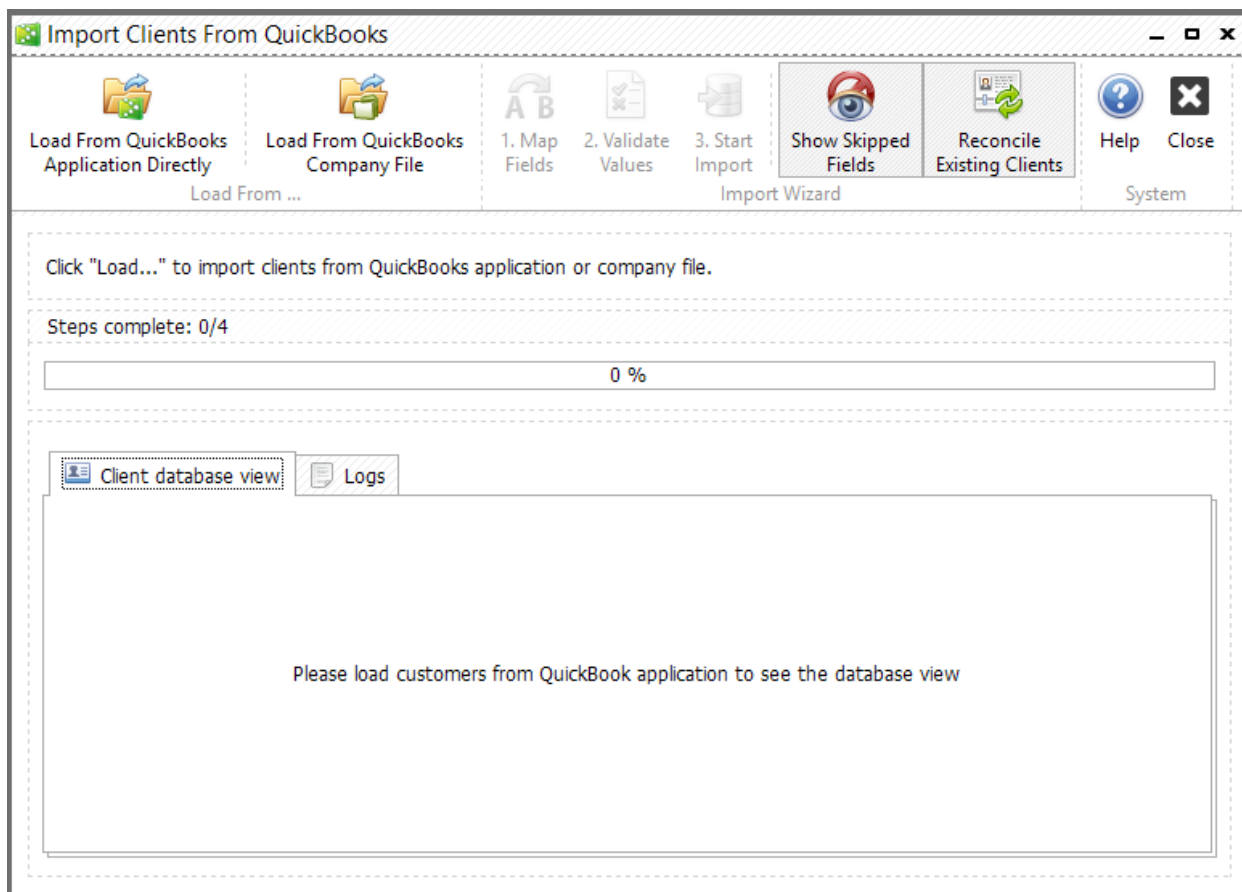 Import Clients From QuickBooks
Load From QuickBooks
Application Directly
Load From QuickBooks
Company File
Load From ...
A B
1. Map
Fields
2. Validate
Values
3. Start
Import
Show Skipped
Fields
Reconcile
Existing Clients
Import Wizard
Help
Close
System
Click "Load..." to import clients from QuickBooks application or company file.
Steps complete: 0/4
0 %
Client database view
Logs
Please load customers from QuickBook application to see the database view